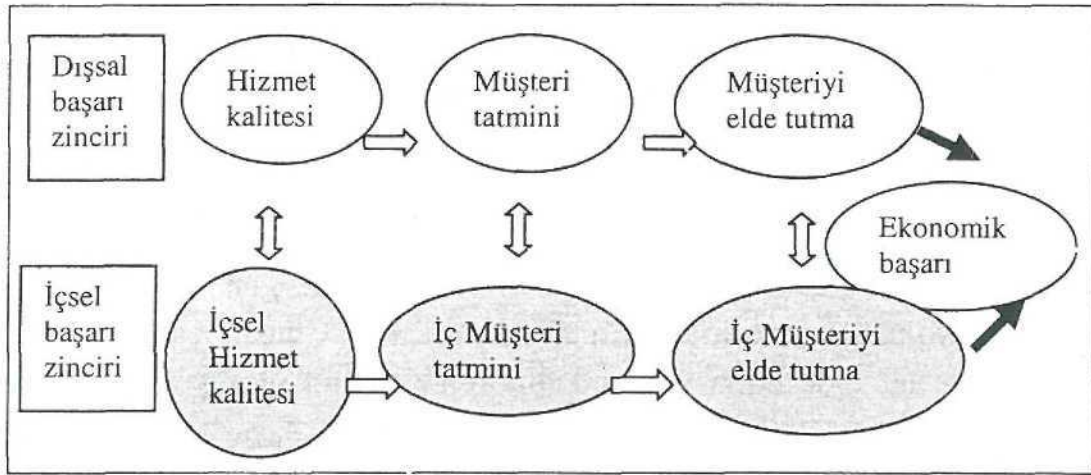 Dışsal
başarı
zinciri
Hizmet
kalitesi
Müşteri
tatmini
Müşteriyi
elde tutma
Ekonomik
başarı
İçsel
başarı
zinciri
İçsel
Hizmet
kalitesi
İç Müşteri
tatmini
İç Müşteriyi
elde tutma